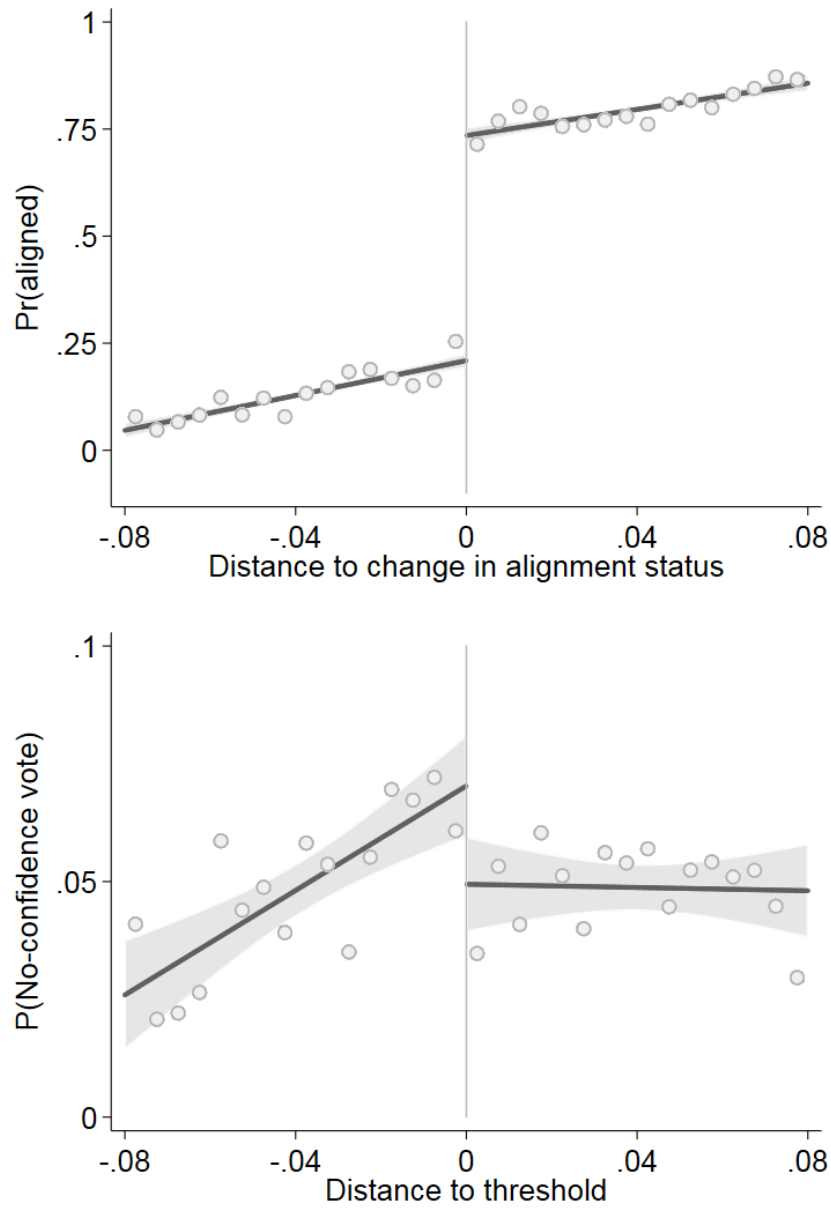 1
.75
.5
.25
0
Pr(aligned)
-.08 -.04 0 .04 .08
Distance to change in alignment status
.1
.05
0
P(No-confidence vote)
-.08 -.04 0 .04 .08
Distance to threshold